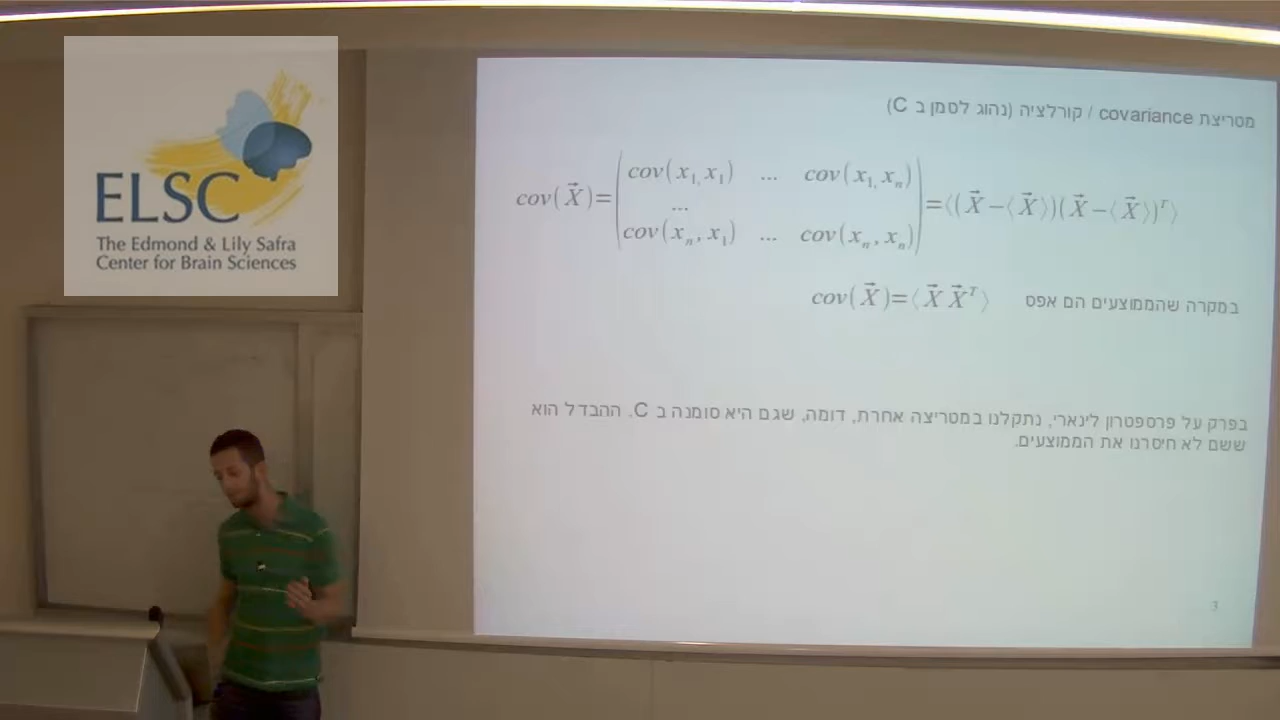 ELSC
The Edmond & Lily Safra
Center for Brain Sciences
מטריצת covariance / קורלציה (נהוג לסמן ב C)
cov(X⃗)=(cov(x₁,x₁) ... cov(x₁,xₙ)
...
cov(xₙ,x₁) ... cov(xₙ,xₙ))=⟨(X⃗−⟨X⃗⟩)(X⃗−⟨X⃗⟩)ᵀ⟩
במקרה שהממוצעים הם אפס cov(X⃗)=⟨X⃗ X⃗ᵀ⟩
בפרק על פרספטרון לינארי, נתקלנו במטריצה אחרת, דומה, שגם היא סומנה ב C. ההבדל הוא
ששם לא חיסרנו את הממוצעים.
3